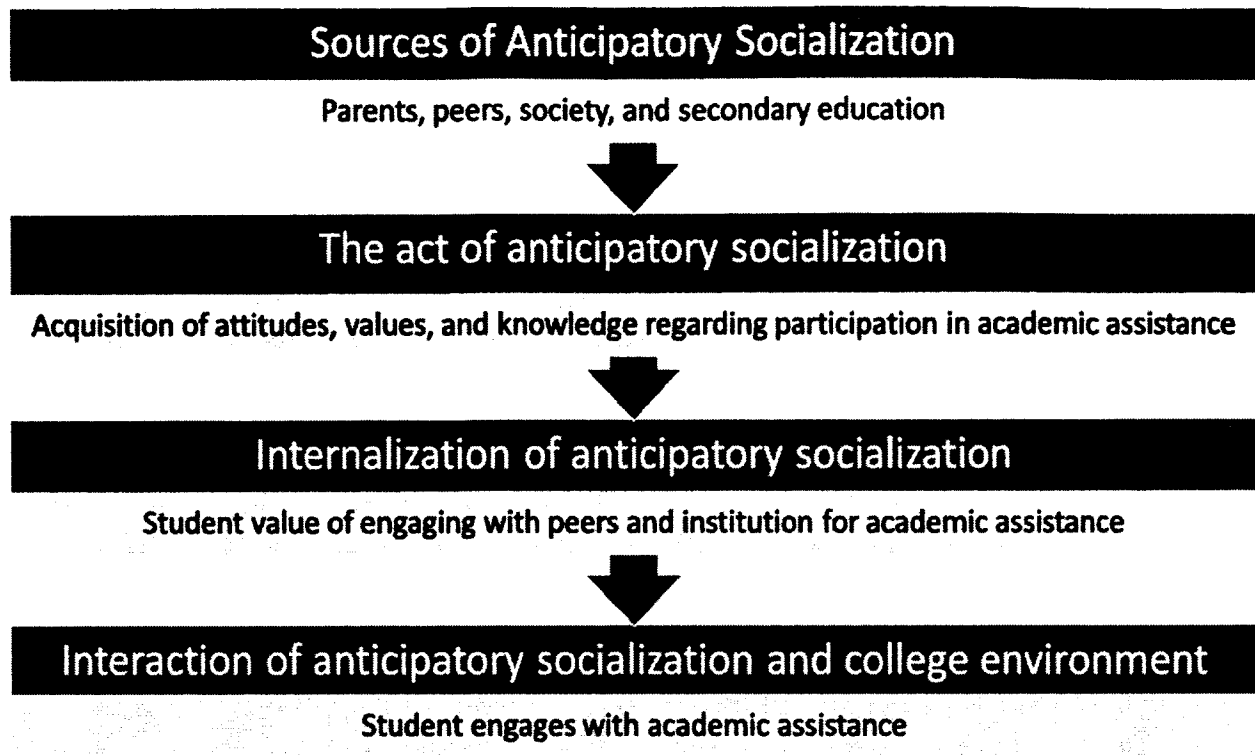 Sources of Anticipatory Socialization
Parents, peers, society, and secondary education
The act of anticipatory socialization
Acquisition of attitudes, values, and knowledge regarding participation in academic assistance
Internalization of anticipatory socialization
Student value of engaging with peers and institution for academic assistance
Interaction of anticipatory socialization and college environment
Student engages with academic assistance